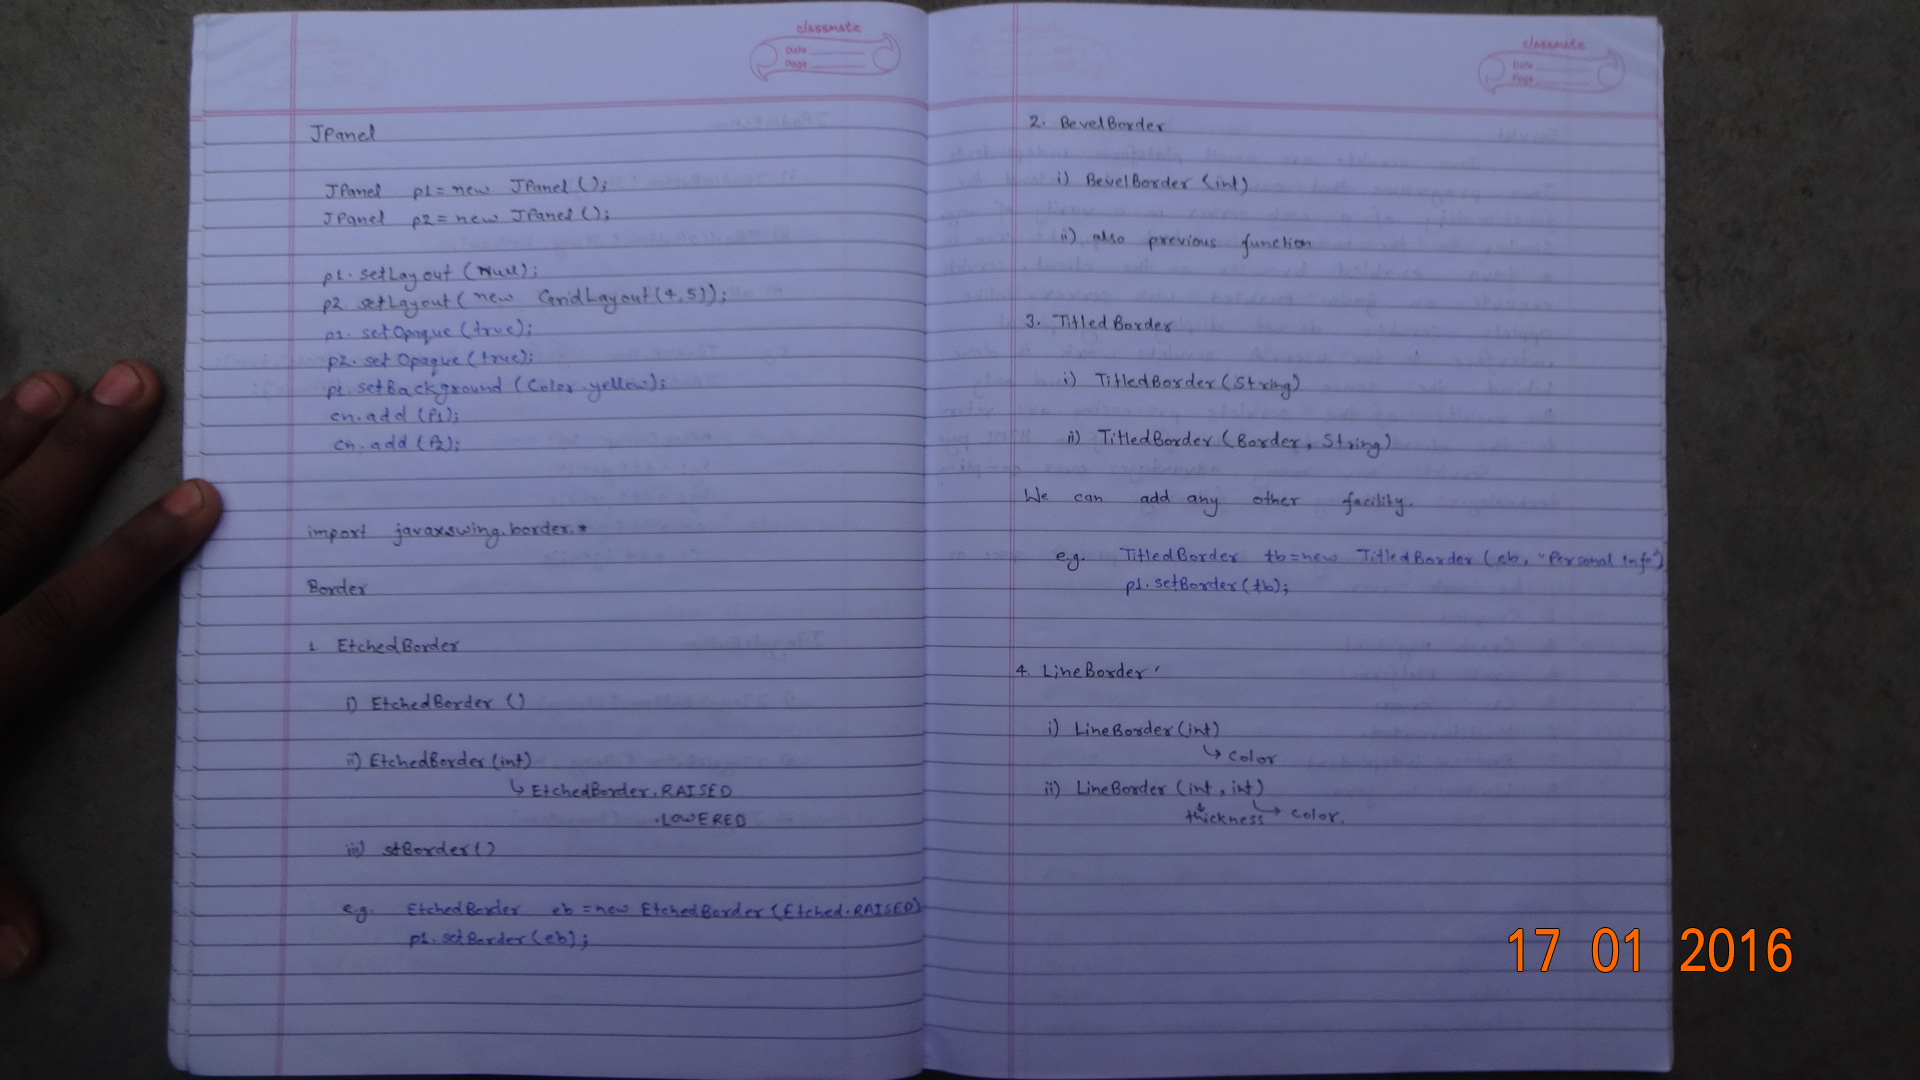 classmate
Date
Page
JPanel
JPanel p1 = new JPanel ();
JPanel p2 = new JPanel ();
p1. setLayout (Null);
p2. setLayout ( new GridLayout (4,5));
p1. setOpaque (true);
p2. setOpaque (true);
p1. setBackground (Color.yellow);
cn.add (P1);
cn.add (P2);
import javaxswing.border.*
Border
1 EtchedBorder
i) EtchedBorder ()
ii) EtchedBorder (int)
↳ EtchedBorder.RAISED
.LOWERED
iii) stBorder()
e.g. EtchedBorder eb = new EtchedBorder (Etched.RAISED)
p1.setBorder (eb);
classmate
Date
Page
2. BevelBorder
i) BevelBorder (int)
ii) also previous function
3. TitledBorder
i) TitledBorder (String)
ii) TitledBorder (Border, String)
We can add any other facility.
e.g. TitledBorder tb = new TitledBorder (eb, "Personal Info")
p1.setBorder (tb);
4. LineBorder
i) LineBorder (int)
↳ color
ii) LineBorder (int, int)
thickness → color.
17 01 2016